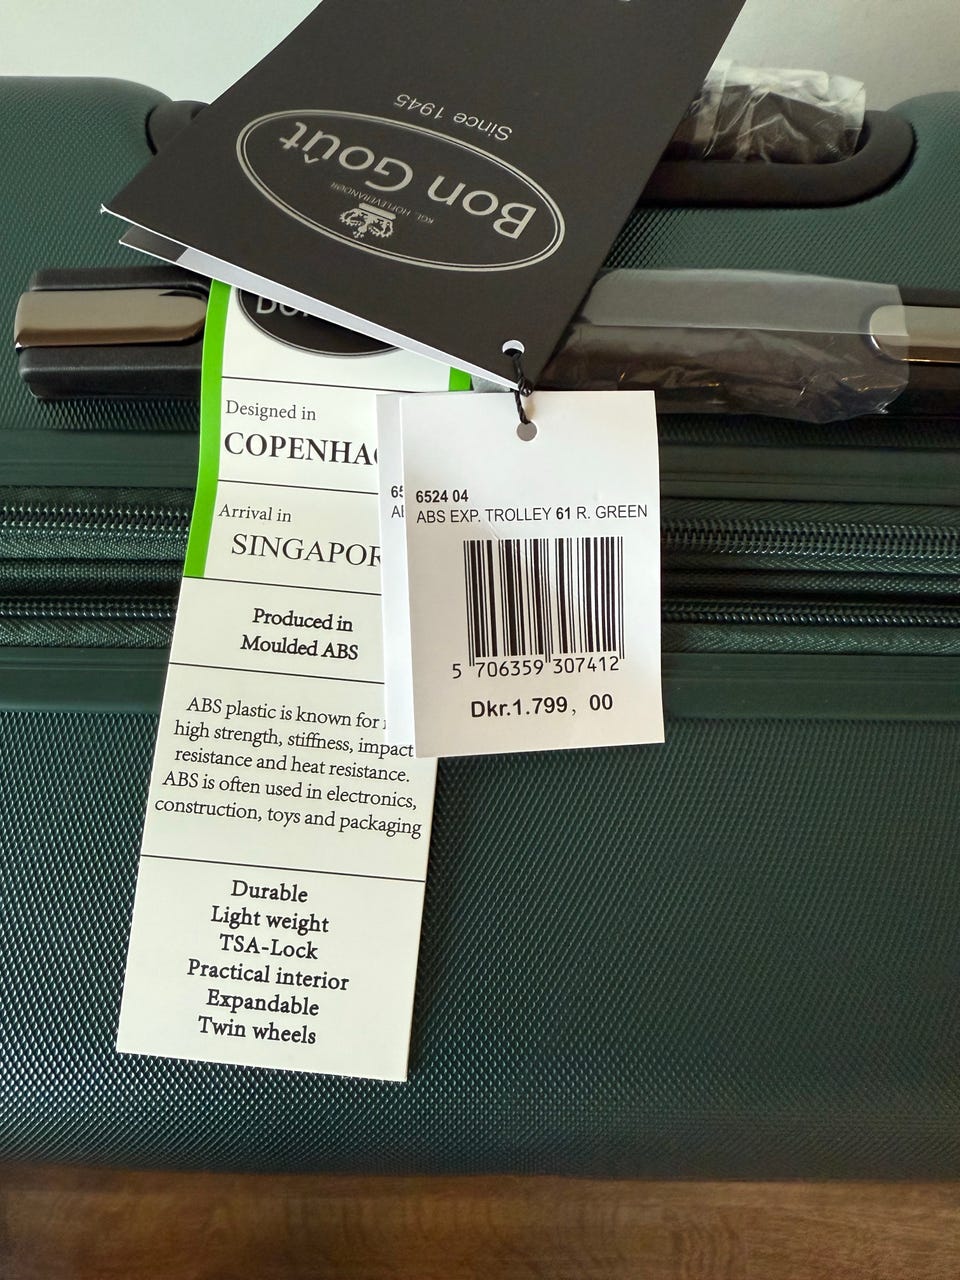 Bon Goût
KGL. HOFLEVERANDØR
Since 1945
Designed in
COPENHA
Arrival in
SINGAPOR
Produced in
Moulded ABS
ABS plastic is known for
high strength, stiffness, impact
resistance and heat resistance.
ABS is often used in electronics,
construction, toys and packaging
Durable
Light weight
TSA-Lock
Practical interior
Expandable
Twin wheels
6524 04
ABS EXP. TROLLEY 61 R. GREEN
5 706359 307412
Dkr.1.799, 00